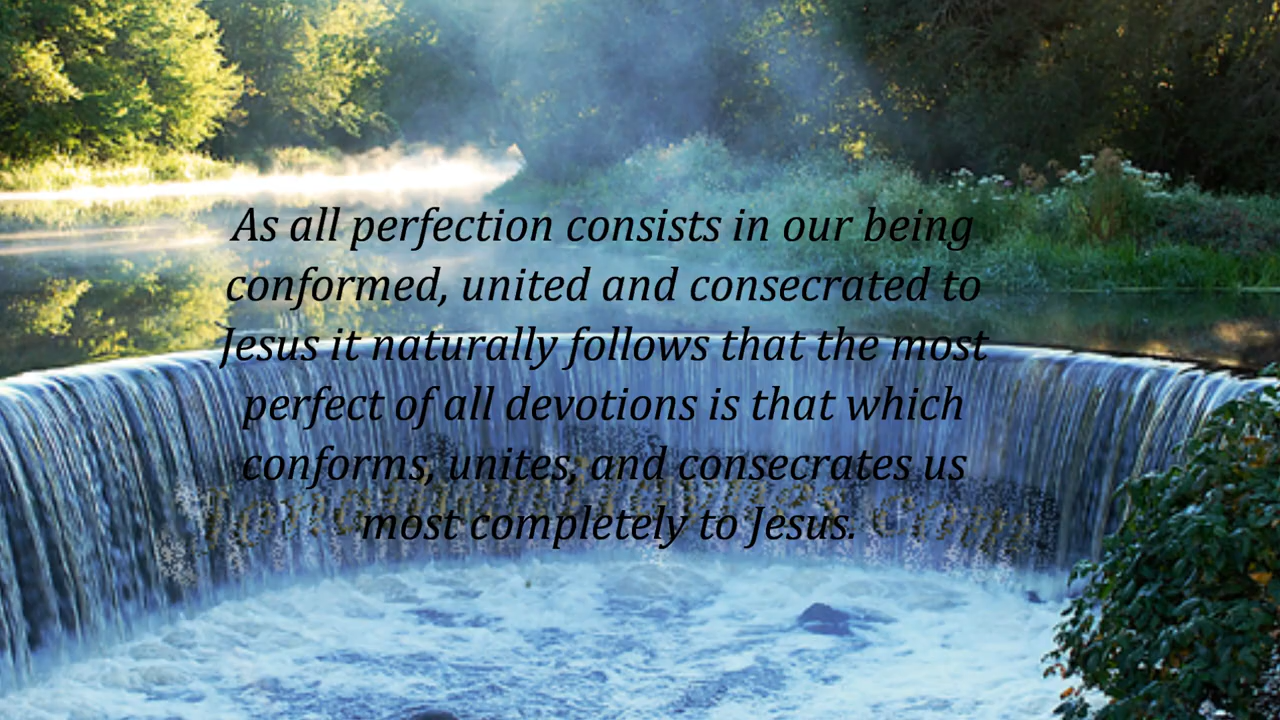 As all perfection consists in our being
conformed, united and consecrated to
Jesus it naturally follows that the most
perfect of all devotions is that which
conforms, unites, and consecrates us
most completely to Jesus.